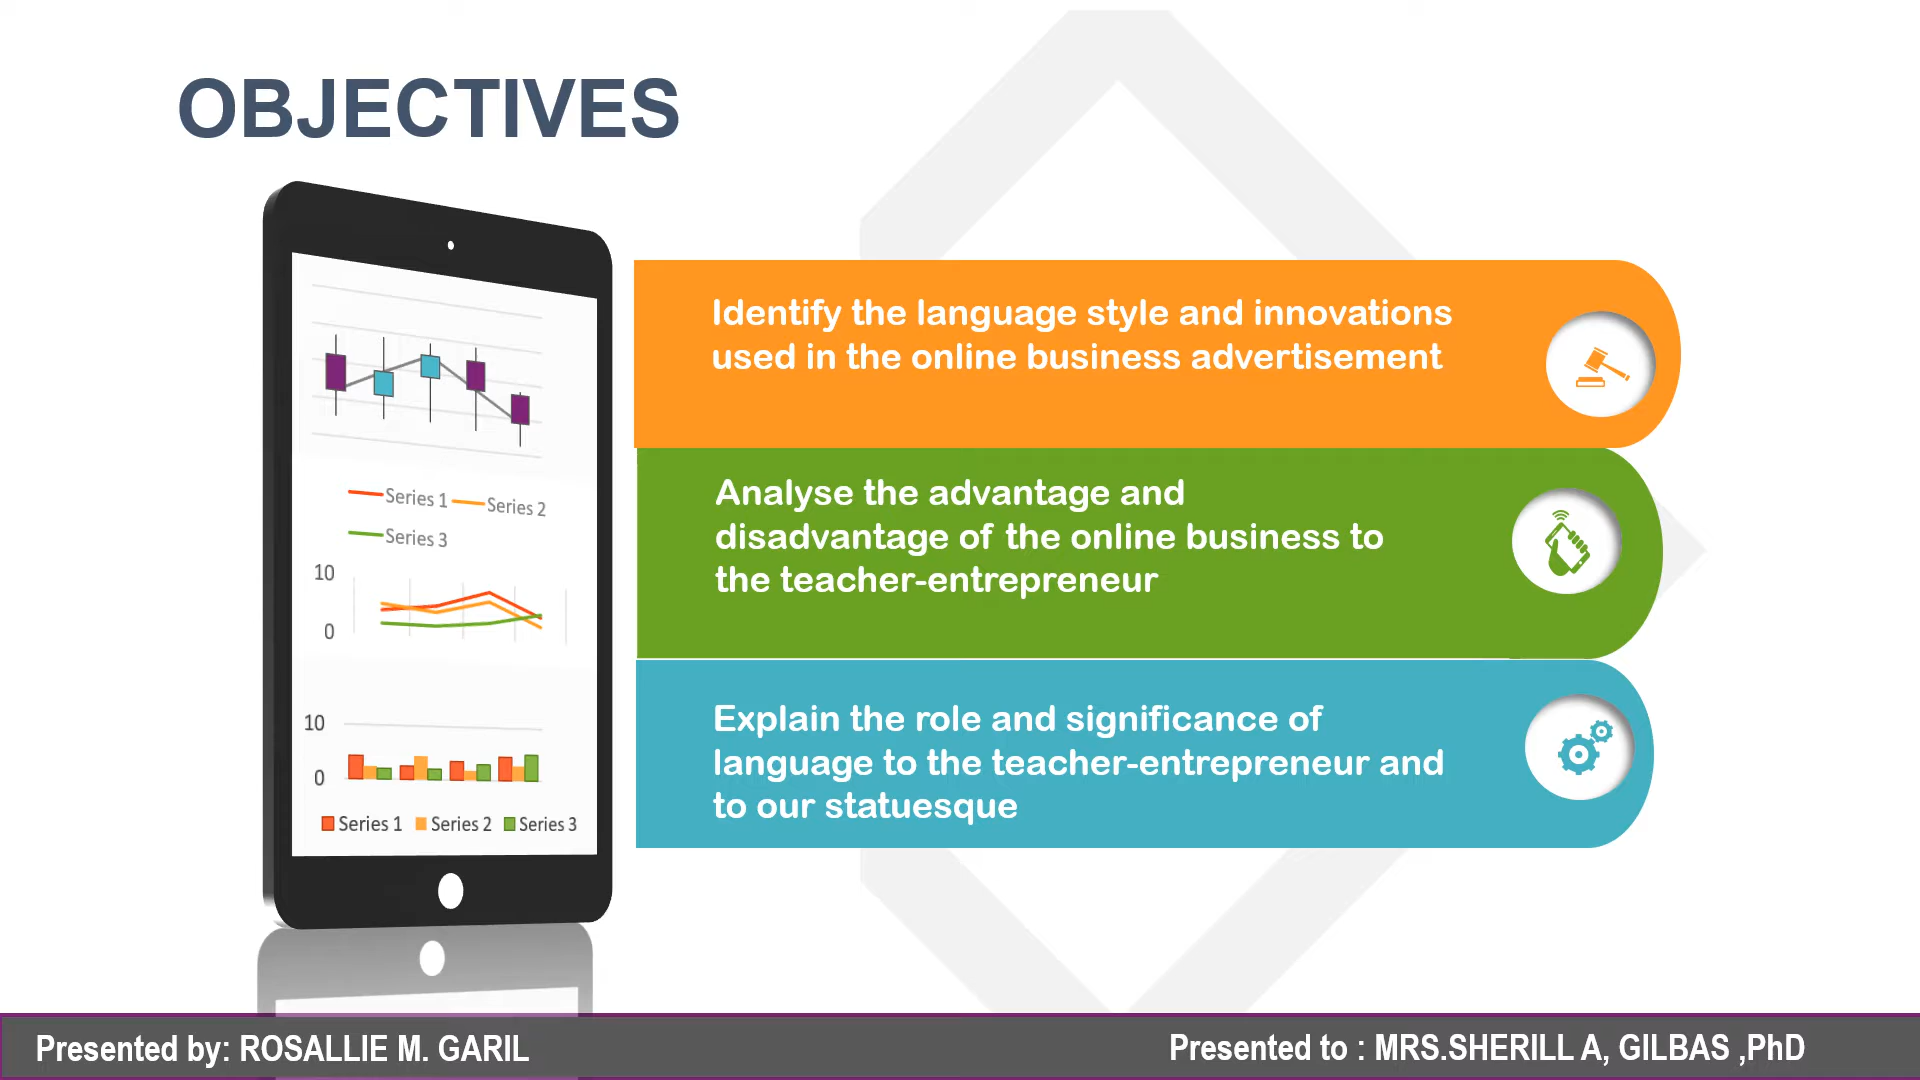 OBJECTIVES
Identify the language style and innovations
used in the online business advertisement
Analyse the advantage and
disadvantage of the online business to
the teacher-entrepreneur
Explain the role and significance of
language to the teacher-entrepreneur and
to our statuesque
Series 1 Series 2
Series 3
10
0
10
0
Series 1 Series 2 Series 3
Presented by: ROSALLIE M. GARIL
Presented to : MRS.SHERILL A, GILBAS ,PhD